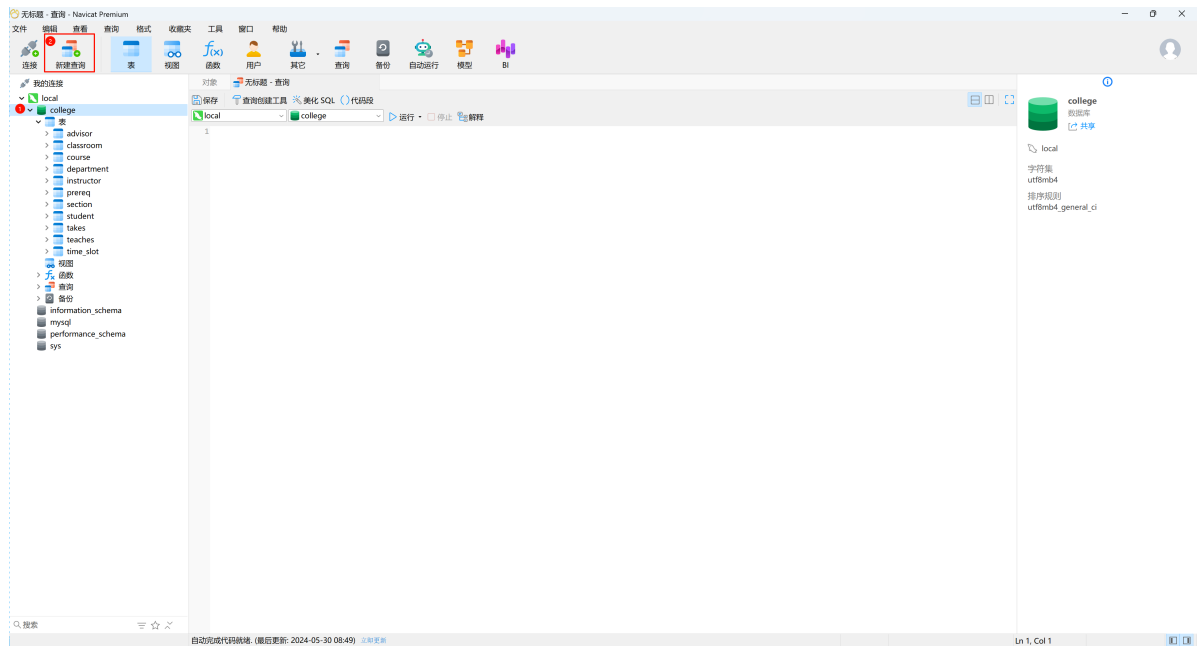 无标题 - 查询 - Navicat Premium
文件 编辑 查看 查询 格式 收藏夹 工具 窗口 帮助
2
连接 新建查询 表 视图 函数 用户 其它 查询 备份 自动运行 模型 BI
我的连接
local
1
college
表
advisor
classroom
course
department
instructor
prereq
section
student
takes
teaches
time_slot
视图
函数
查询
备份
information_schema
mysql
performance_schema
sys
搜索
对象 无标题 - 查询
保存 查询创建工具 美化 SQL ()代码段
local college 运行 停止 解释
1
college
数据库
共享
local
字符集
utf8mb4
排序规则
utf8mb4_general_ci
自动完成代码就绪. (最后更新: 2024-05-30 08:49) 立即更新
Ln 1, Col 1